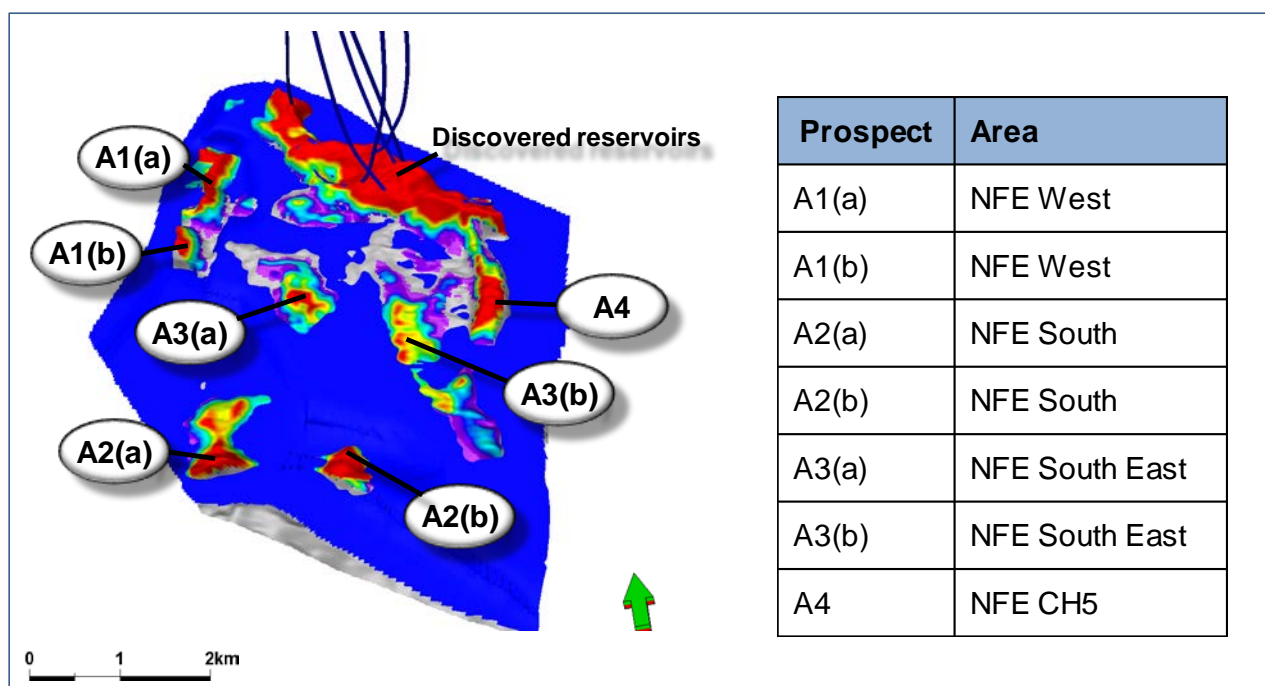 Discovered reservoirs
A1(a)
A1(b)
A3(a)
A4
A3(b)
A2(a)
A2(b)
0 1 2km
Prospect Area
A1(a) NFE West
A1(b) NFE West
A2(a) NFE South
A2(b) NFE South
A3(a) NFE South East
A3(b) NFE South East
A4 NFE CH5